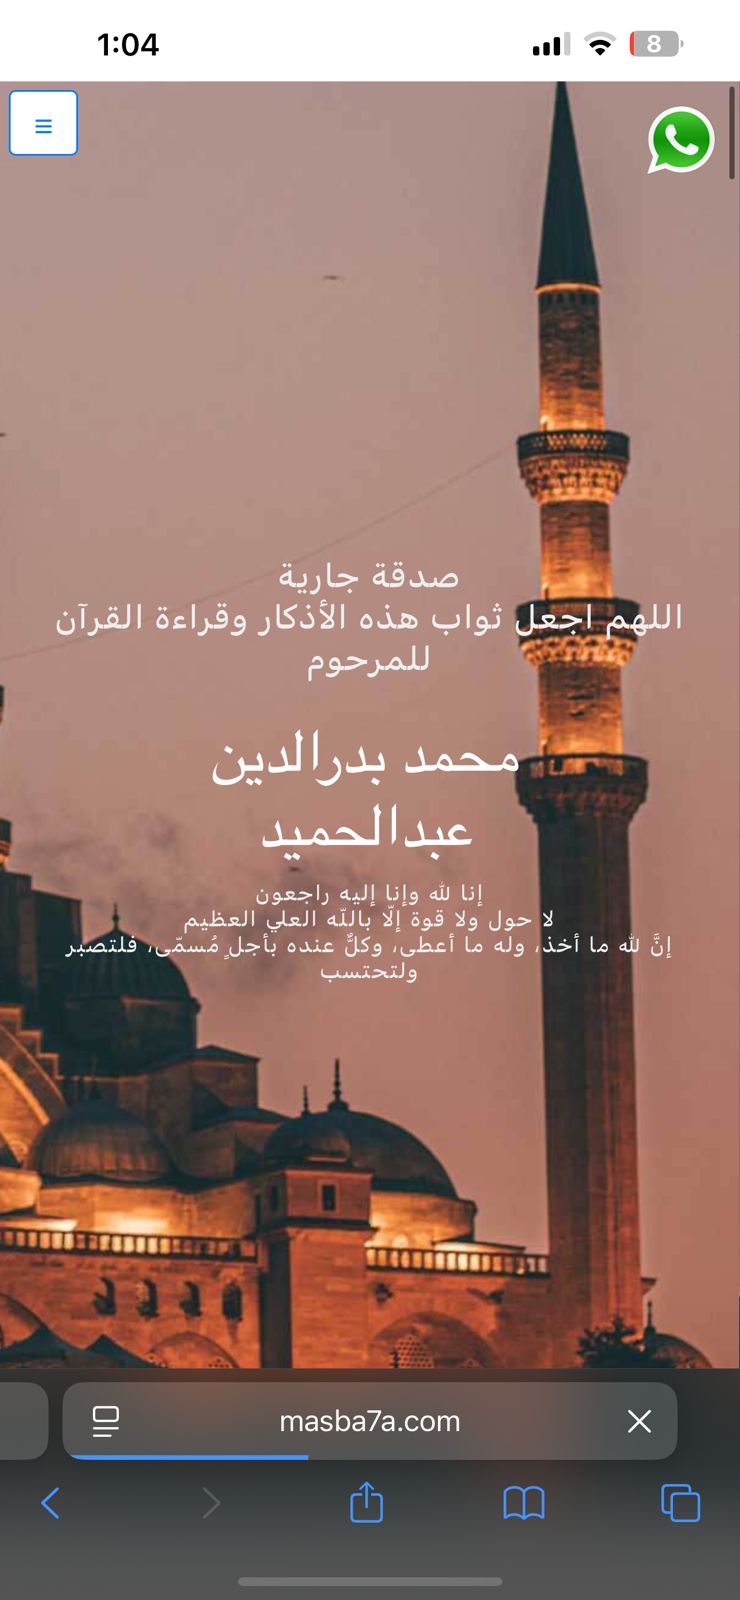 1:04
8
صدقة جارية
اللهم اجعل ثواب هذه الأذكار وقراءة القرآن
للمرحوم
محمد بدرالدين
عبدالحميد
إنا لله وإنا إليه راجعون
لا حول ولا قوة إلّا باللّه العلي العظيم
إنَّ لله ما أخذ، وله ما أعطى، وكلٌّ عنده بأجلٍ مُسمّى، فلتصبر
ولتحتسب
masba7a.com